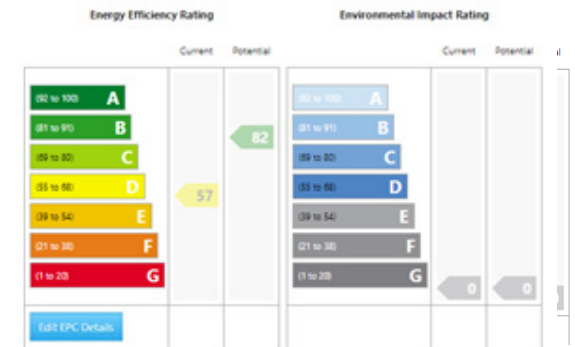 Energy Efficiency Rating
Current Potential
(92 to 100) A
(81 to 91) B
(69 to 80) C
(55 to 68) D
(39 to 54) E
(21 to 38) F
(1 to 20) G
82
57
Edit EPC Details
Environmental Impact Rating
Current Potential
(92 to 100) A
(81 to 91) B
(69 to 80) C
(55 to 68) D
(39 to 54) E
(21 to 38) F
(1 to 20) G
0 0